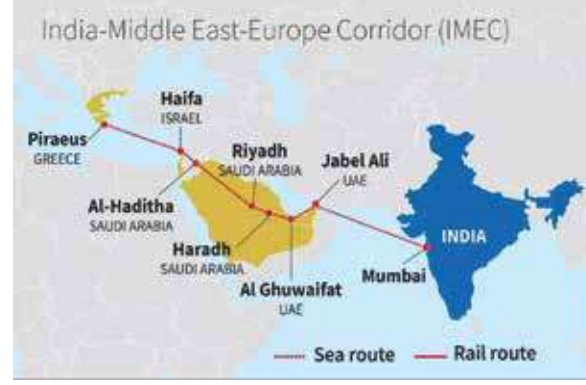 India-Middle East-Europe Corridor (IMEC)
Haifa
ISRAEL
Piraeus
GREECE
Riyadh
SAUDI ARABIA
Jabel Ali
UAE
Al-Haditha
SAUDI ARABIA
Haradh
SAUDI ARABIA
Al Ghuwaifat
UAE
INDIA
Mumbai
Sea route
Rail route